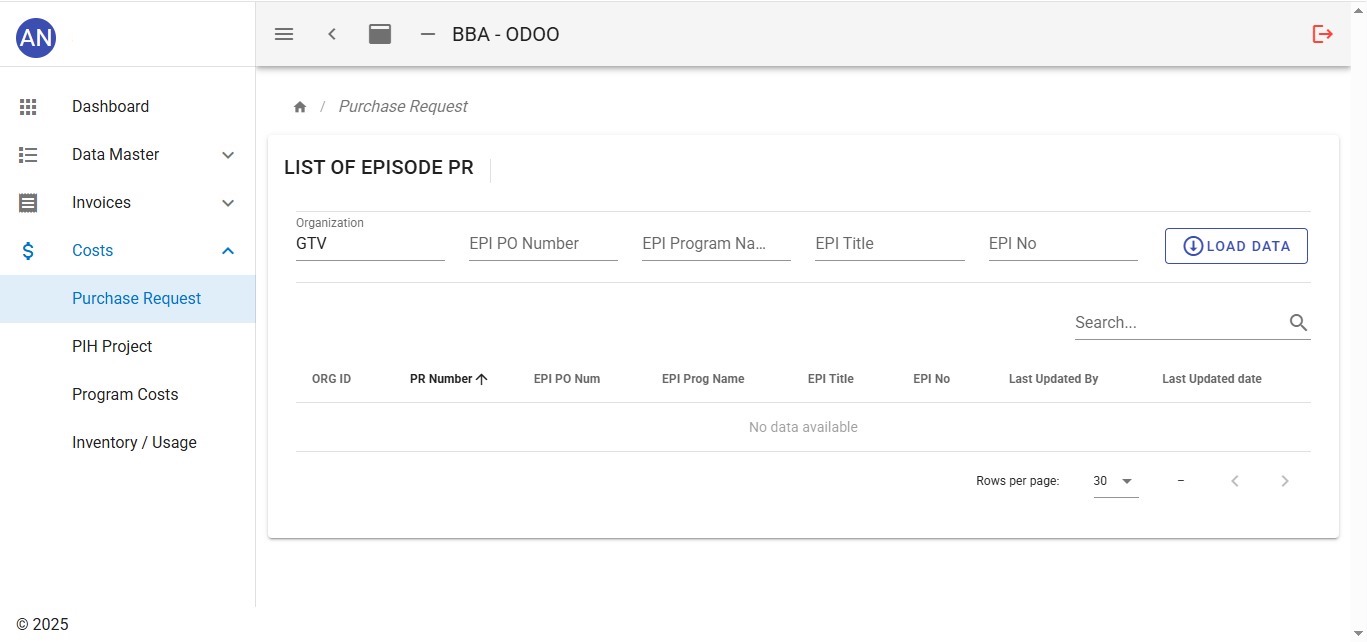 AN
BBA - ODOO
Dashboard
Data Master
Invoices
Costs
Purchase Request
PIH Project
Program Costs
Inventory / Usage
© 2025
/ Purchase Request
LIST OF EPISODE PR
Organization
GTV
EPI PO Number
EPI Program Na...
EPI Title
EPI No
LOAD DATA
Search...
ORG ID PR Number EPI PO Num EPI Prog Name EPI Title EPI No Last Updated By Last Updated date
No data available
Rows per page: 30 –